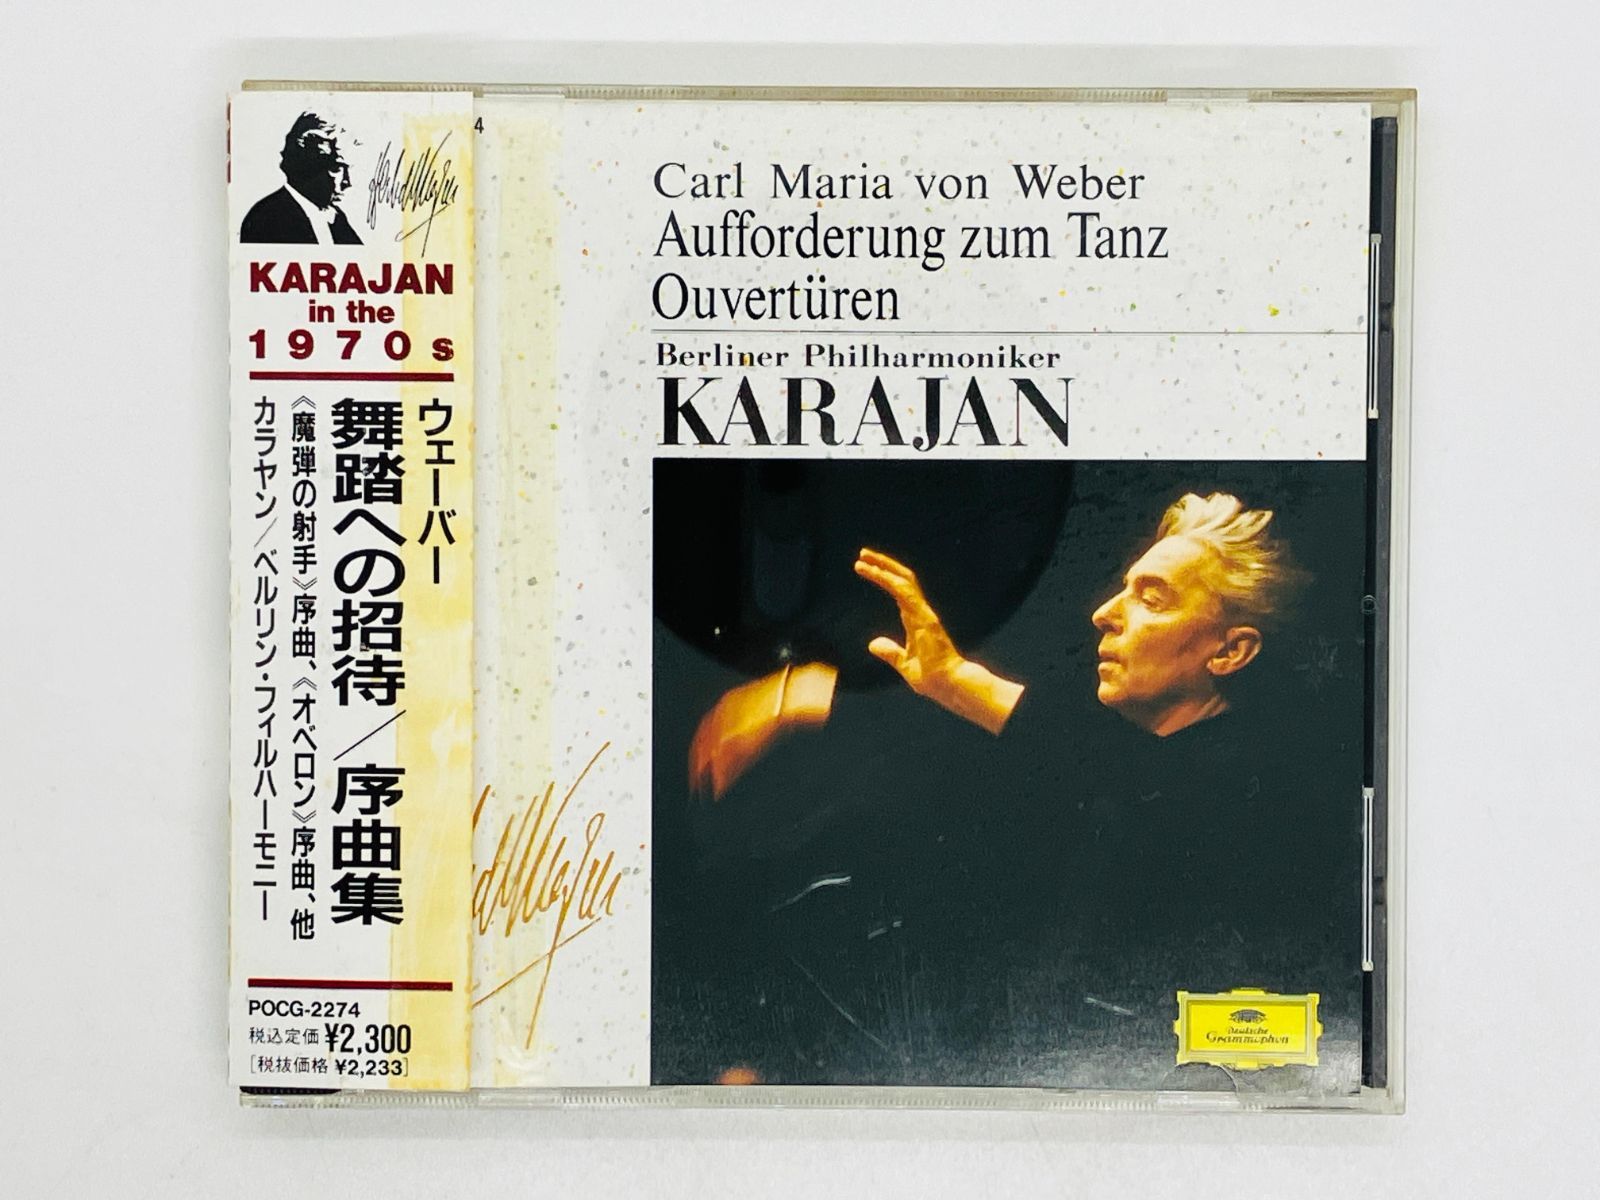 KARAJAN
in the
1970s
ウェーバー
舞踏への招待／序曲集
《魔弾の射手》序曲、《オベロン》序曲、他
カラヤン／ベルリン・フィルハーモニー
POCG-2274
税込定価 ¥2,300
[税抜価格 ¥2,233]
4
Carl Maria von Weber
Aufforderung zum Tanz
Ouvertüren
Berliner Philharmoniker
KARAJAN
Deutsche
Grammophon